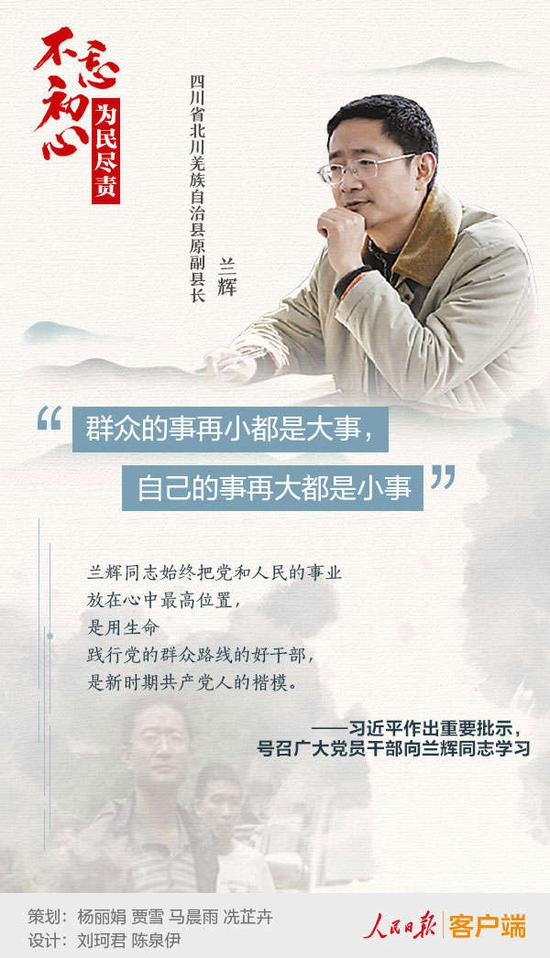 不忘初心
为民尽责
四川省北川羌族自治县原副县长
兰辉
“群众的事再小都是大事，
自己的事再大都是小事”
兰辉同志始终把党和人民的事业
放在心中最高位置，
是用生命
践行党的群众路线的好干部，
是新时期共产党人的楷模。
——习近平作出重要批示，
号召广大党员干部向兰辉同志学习
策划：杨丽娟 贾雪 马晨雨 冼芷卉
设计：刘珂君 陈泉伊
人民日报 客户端